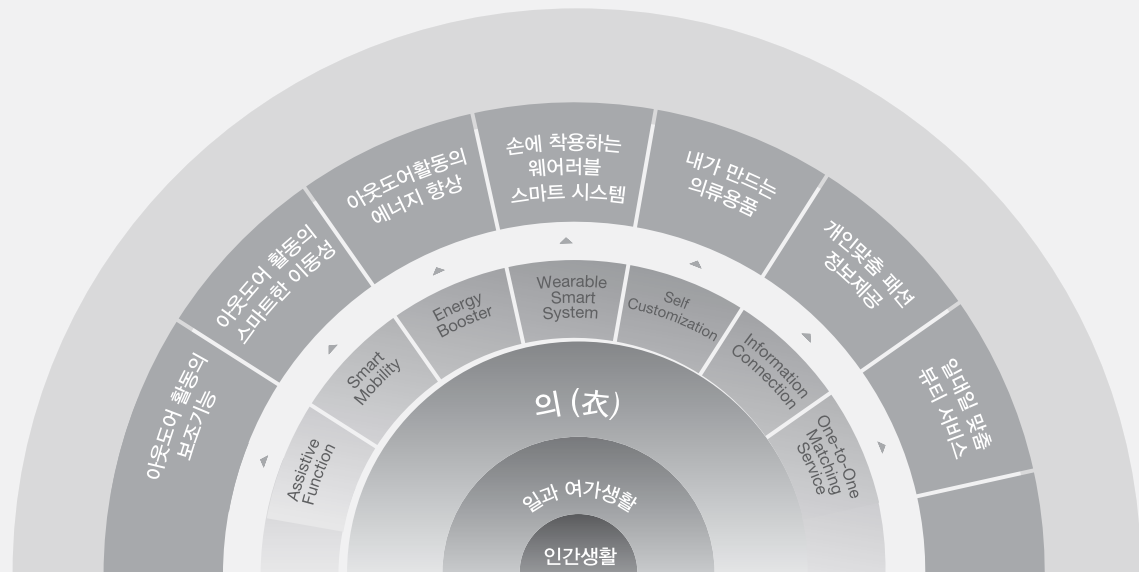 아웃도어 활동의
보조기능
아웃도어 활동의
스마트한 이동성
아웃도어활동의
에너지 향상
손에 착용하는
웨어러블
스마트 시스템
내가 만드는
의류용품
개인맞춤 패션
정보제공
일대일 맞춤
뷰티 서비스
Assistive
Function
Smart
Mobility
Energy
Booster
Wearable
Smart
System
Self
Customization
Information
Connection
One-to-One
Matching
Service
의 (衣)
일과 여가생활
인간생활